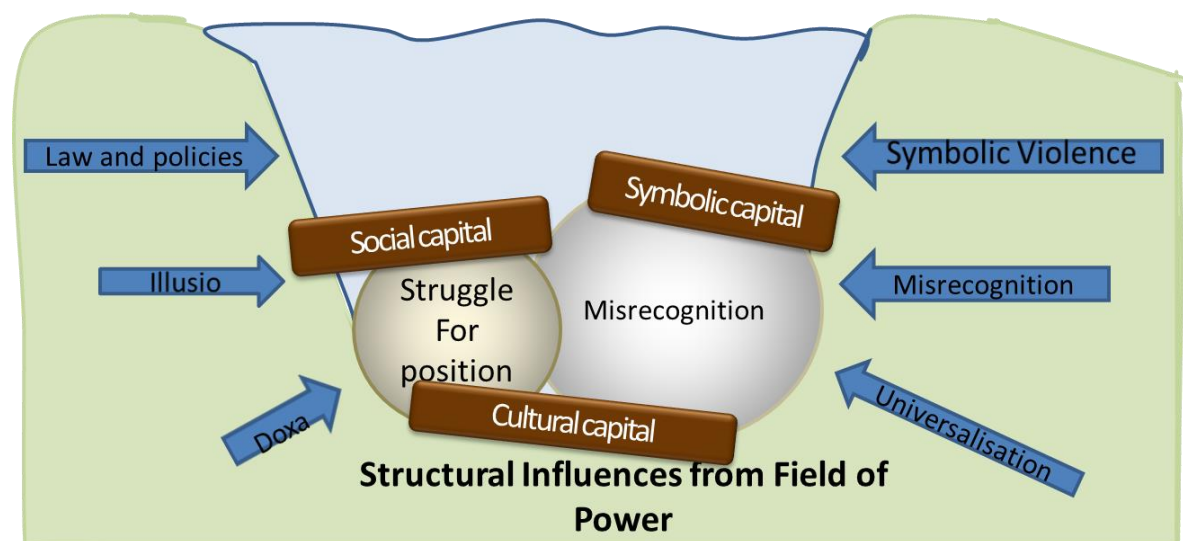 Law and policies
Symbolic Violence
Symbolic capital
Social capital
Illusio
Struggle
For
position
Misrecognition
Misrecognition
Doxa
Cultural capital
Universalisation
Structural Influences from Field of
Power